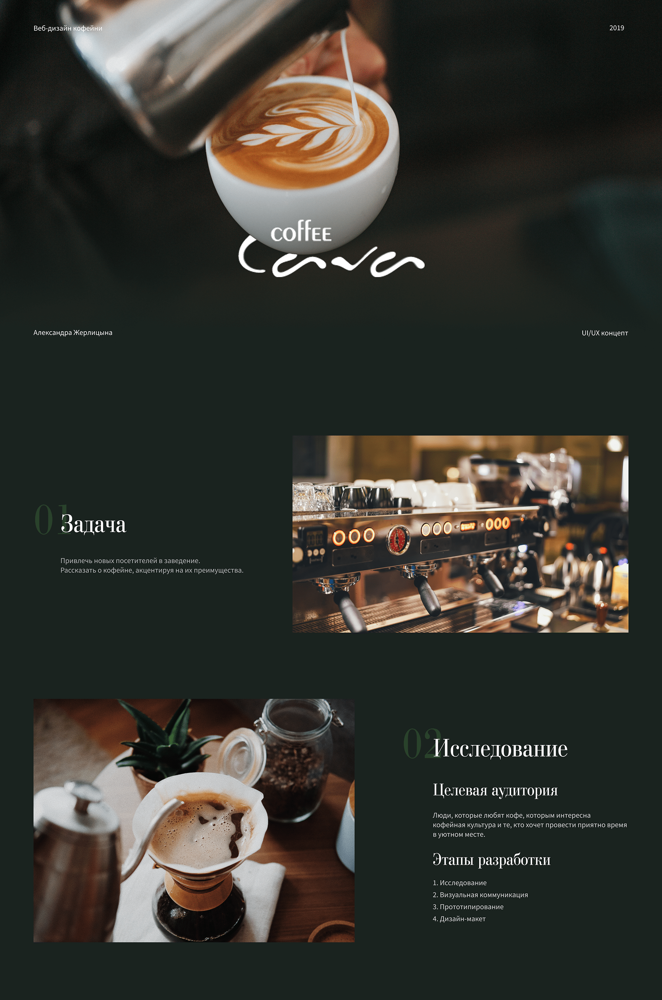 Веб-дизайн кофейни
2019
coffEE
Cava
Александра Жерлицына
UI/UX концепт
01
Задача
Привлечь новых посетителей в заведение.
Рассказать о кофейне, акцентируя на их преимущества.
02
Исследование
Целевая аудитория
Люди, которые любят кофе, которым интересна
кофейная культура и те, кто хочет провести приятно время
в уютном месте.
Этапы разработки
1. Исследование
2. Визуальная коммуникация
3. Прототипирование
4. Дизайн-макет